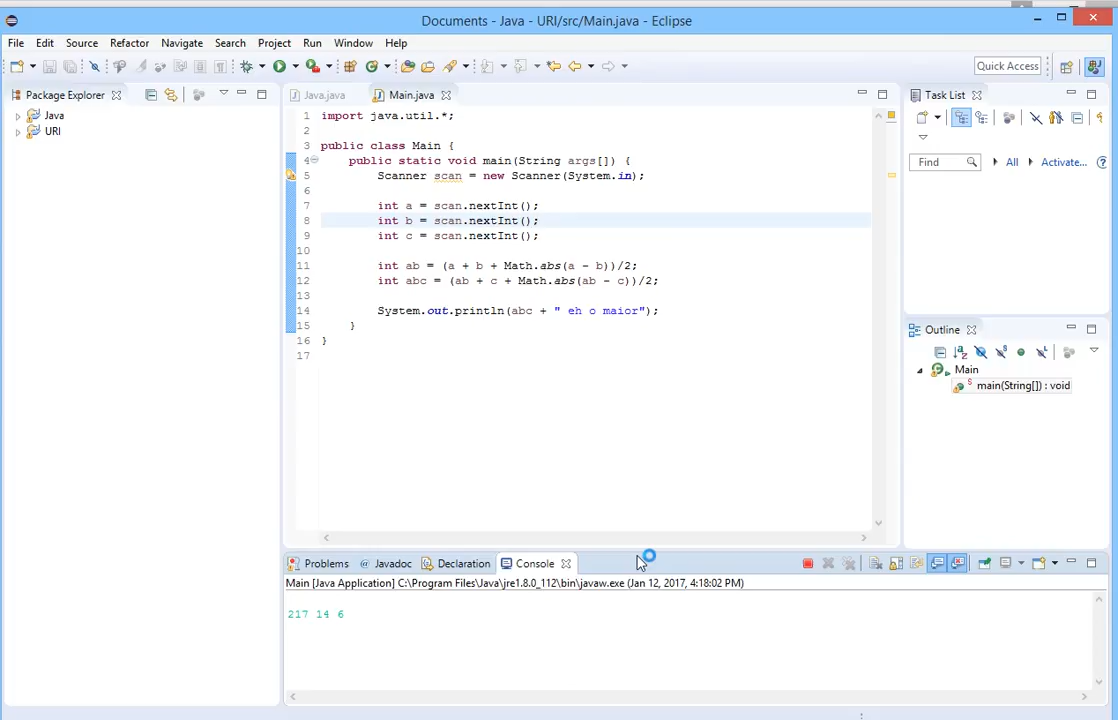 Documents - Java - URI/src/Main.java - Eclipse
File Edit Source Refactor Navigate Search Project Run Window Help
Quick Access
Package Explorer
Java
URI
Java.java Main.java
1 import java.util.*;
2
3 public class Main {
4 public static void main(String args[]) {
5 Scanner scan = new Scanner(System.in);
6
7 int a = scan.nextInt();
8 int b = scan.nextInt();
9 int c = scan.nextInt();
10
11 int ab = (a + b + Math.abs(a - b))/2;
12 int abc = (ab + c + Math.abs(ab - c))/2;
13
14 System.out.println(abc + " eh o maior");
15 }
16 }
17
Task List
Find All Activate...
Outline
Main
main(String[]) : void
Problems Javadoc Declaration Console
Main [Java Application] C:\Program Files\Java\jre1.8.0_112\bin\javaw.exe (Jan 12, 2017, 4:18:02 PM)
217 14 6